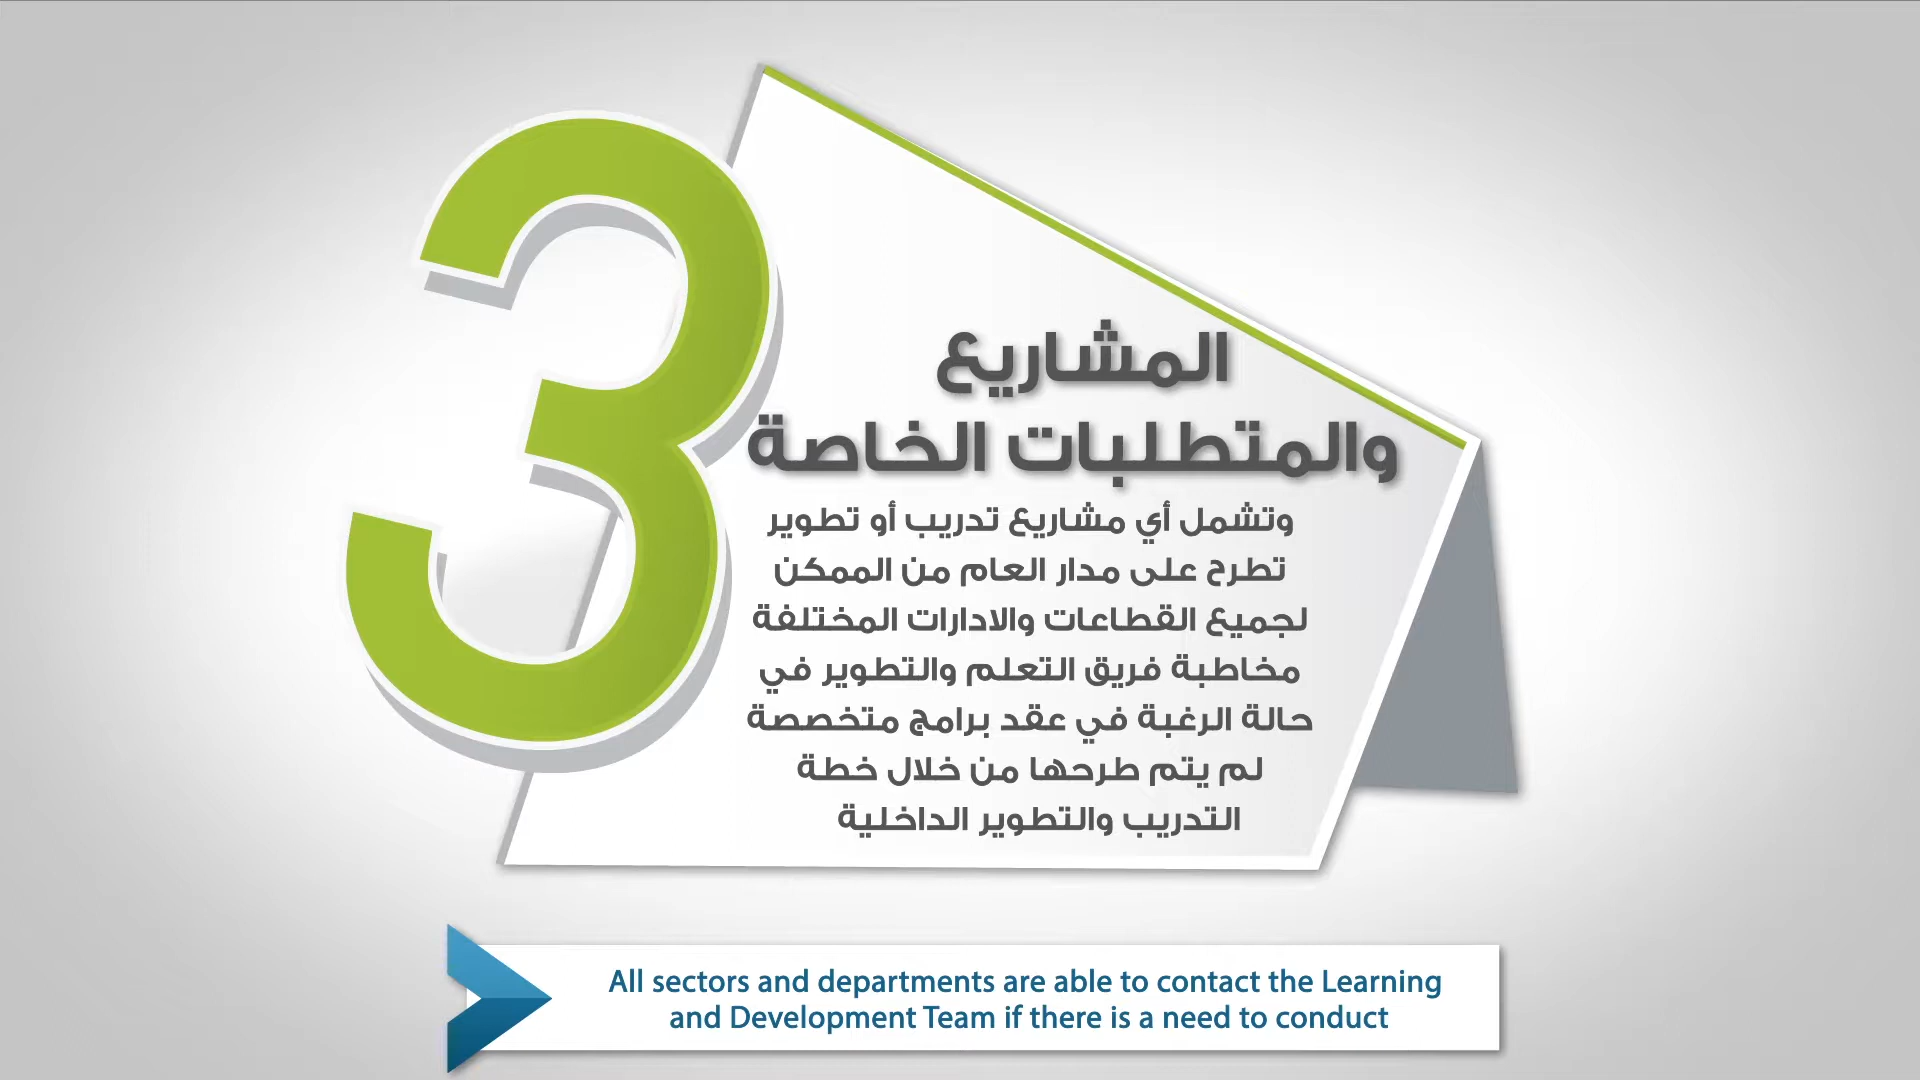 3
المشاريع
والمتطلبات الخاصة
وتشمل أي مشاريع تدريب أو تطوير
تطرح على مدار العام من الممكن
لجميع القطاعات والادارات المختلفة
مخاطبة فريق التعلم والتطوير في
حالة الرغبة في عقد برامج متخصصة
لم يتم طرحها من خلال خطة
التدريب والتطوير الداخلية
All sectors and departments are able to contact the Learning
and Development Team if there is a need to conduct